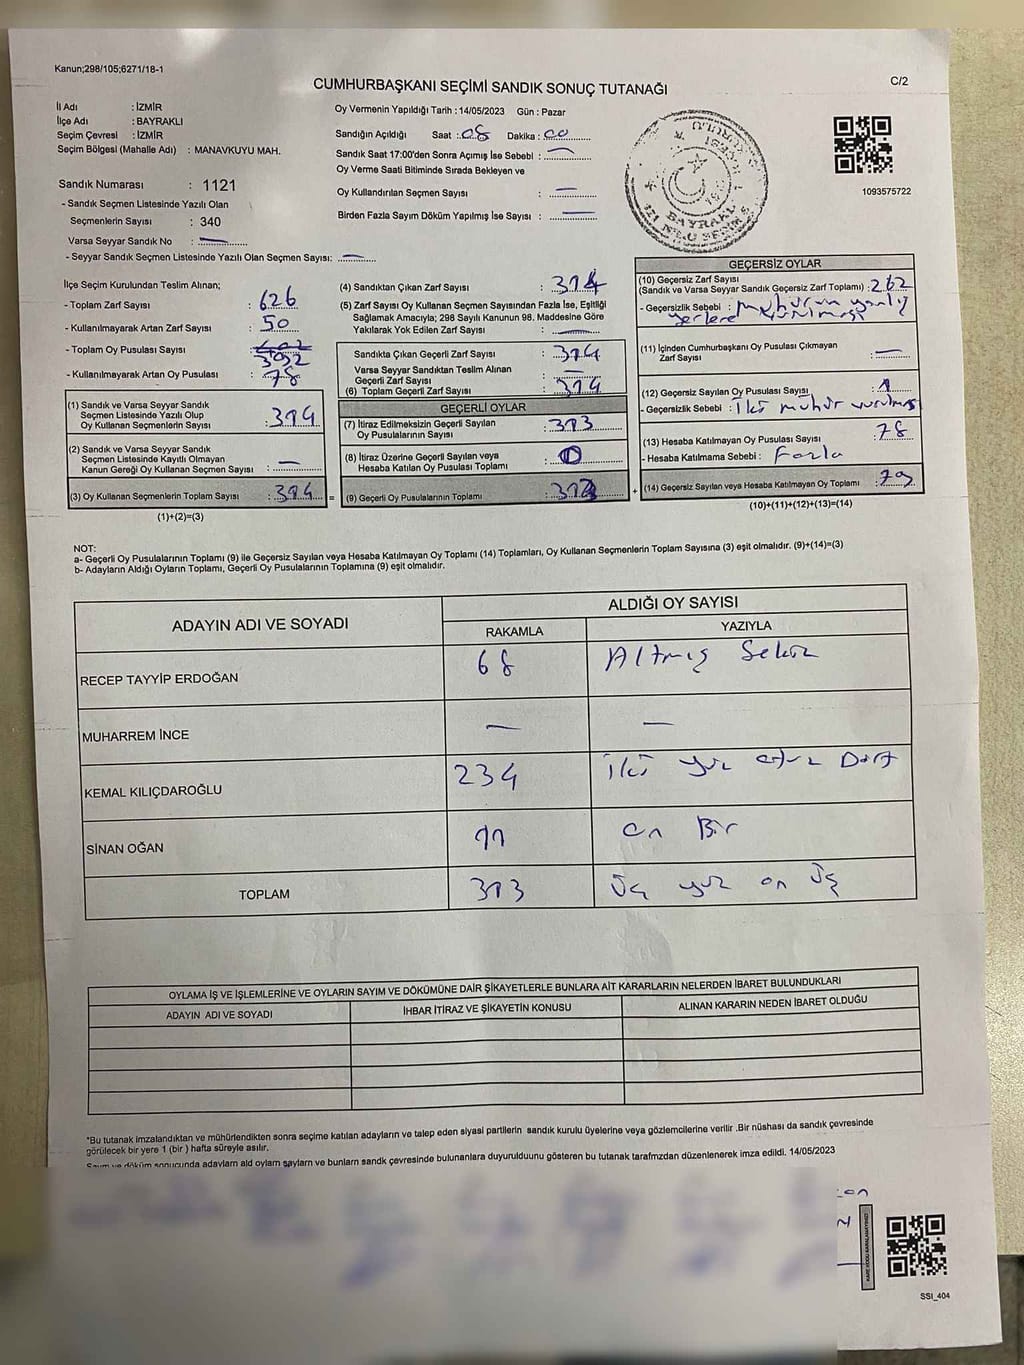 Kanun;298/105;6271/18-1
C/2
CUMHURBAŞKANI SEÇİMİ SANDIK SONUÇ TUTANAĞI
İl Adı : İZMİR
İlçe Adı : BAYRAKLI
Seçim Çevresi : İZMİR
Seçim Bölgesi (Mahalle Adı) : MANAVKUYU MAH.
Sandık Numarası : 1121
- Sandık Seçmen Listesinde Yazılı Olan
Seçmenlerin Sayısı : 340
Varsa Seyyar Sandık No : —
- Seyyar Sandık Seçmen Listesinde Yazılı Olan Seçmen Sayısı: —
Oy Vermenin Yapıldığı Tarih : 14/05/2023 Gün : Pazar
Sandığın Açıldığı Saat : 08 Dakika : 00
Sandık Saat 17:00'den Sonra Açmış İse Sebebi : —
Oy Verme Saati Bitiminde Sırada Bekleyen ve
Oy Kullandırılan Seçmen Sayısı : —
Birden Fazla Sayım Döküm Yapılmış İse Sayısı : —
BAYRAKLI
1093575722
İlçe Seçim Kurulundan Teslim Alınan;
- Toplam Zarf Sayısı : 626
- Kullanılmayarak Artan Zarf Sayısı : 50
- Toplam Oy Pusulası Sayısı : 392
- Kullanılmayarak Artan Oy Pusulası : 78
(1) Sandık ve Varsa Seyyar Sandık
Seçmen Listesinde Yazılı Olup
Oy Kullanan Seçmenlerin Sayısı : 314
(2) Sandık ve Varsa Seyyar Sandık
Seçmen Listesinde Kayıtlı Olmayan
Kanun Gereği Oy Kullanan Seçmen Sayısı : —
(3) Oy Kullanan Seçmenlerin Toplam Sayısı : 314
(1)+(2)=(3)
(4) Sandıktan Çıkan Zarf Sayısı : 314
(5) Zarf Sayısı Oy Kullanan Seçmen Sayısından Fazla İse, Eşitliği
Sağlamak Amacıyla; 298 Sayılı Kanunun 98. Maddesine Göre
Yakılarak Yok Edilen Zarf Sayısı : —
Sandıkta Çıkan Geçerli Zarf Sayısı : 314
Varsa Seyyar Sandıktan Teslim Alınan
Geçerli Zarf Sayısı : —
(6) Toplam Geçerli Zarf Sayısı : 314
GEÇERLİ OYLAR
(7) İtiraz Edilmeksizin Geçerli Sayılan
Oy Pusulalarının Sayısı : 313
(8) İtiraz Üzerine Geçerli Sayılan veya
Hesaba Katılan Oy Pusulası Toplamı : 0
= (9) Geçerli Oy Pusulalarının Toplamı : 313
GEÇERSİZ OYLAR
(10) Geçersiz Zarf Sayısı
(Sandık ve Varsa Seyyar Sandık Geçersiz Zarf Toplamı) : 262
- Geçersizlik Sebebi : Mührün yanlış
yerlere vurulması
(11) İçinden Cumhurbaşkanı Oy Pusulası Çıkmayan
Zarf Sayısı : —
(12) Geçersiz Sayılan Oy Pusulası Sayısı : 1
- Geçersizlik Sebebi : İki mühür vurulması
(13) Hesaba Katılmayan Oy Pusulası Sayısı : 78
- Hesaba Katılmama Sebebi : Fazla
+ (14) Geçersiz Sayılan veya Hesaba Katılmayan Oy Toplamı : 79
(10)+(11)+(12)+(13)=(14)
NOT:
a- Geçerli Oy Pusulalarının Toplamı (9) ile Geçersiz Sayılan veya Hesaba Katılmayan Oy Toplamı (14) Toplamları, Oy Kullanan Seçmenlerin Toplam Sayısına (3) eşit olmalıdır. (9)+(14)=(3)
b- Adayların Aldığı Oyların Toplamı, Geçerli Oy Pusulalarının Toplamına (9) eşit olmalıdır.
ADAYIN ADI VE SOYADI
ALDIĞI OY SAYISI
RAKAMLA YAZIYLA
RECEP TAYYİP ERDOĞAN 68 Altmış Sekiz
MUHARREM İNCE — —
KEMAL KILIÇDAROĞLU 234 iki yüz otuz Dört
SİNAN OĞAN 11 on Bir
TOPLAM 313 üç yüz on üç
OYLAMA İŞ VE İŞLEMLERİNE VE OYLARIN SAYIM VE DÖKÜMÜNE DAİR ŞİKAYETLERLE BUNLARA AİT KARARLARIN NELERDEN İBARET BULUNDUKLARI
ADAYIN ADI VE SOYADI İHBAR İTİRAZ VE ŞİKAYETİN KONUSU ALINAN KARARIN NEDEN İBARET OLDUĞU
*Bu tutanak imzalandıktan ve mühürlendikten sonra seçime katılan adayların ve talep eden siyasi partilerin sandık kurulu üyelerine veya gözlemcilerine verilir .Bir nüshası da sandık çevresinde
görülecek bir yere 1 (bir ) hafta süreyle asılır.
Sayım ve döküm sonucunda adayların ald oyların sayları ve bunların sandk çevresinde bulunanlara duyurulduunu gösteren bu tutanak tarafmzdan düzenlenerek imza edildi. 14/05/2023
SSI_404